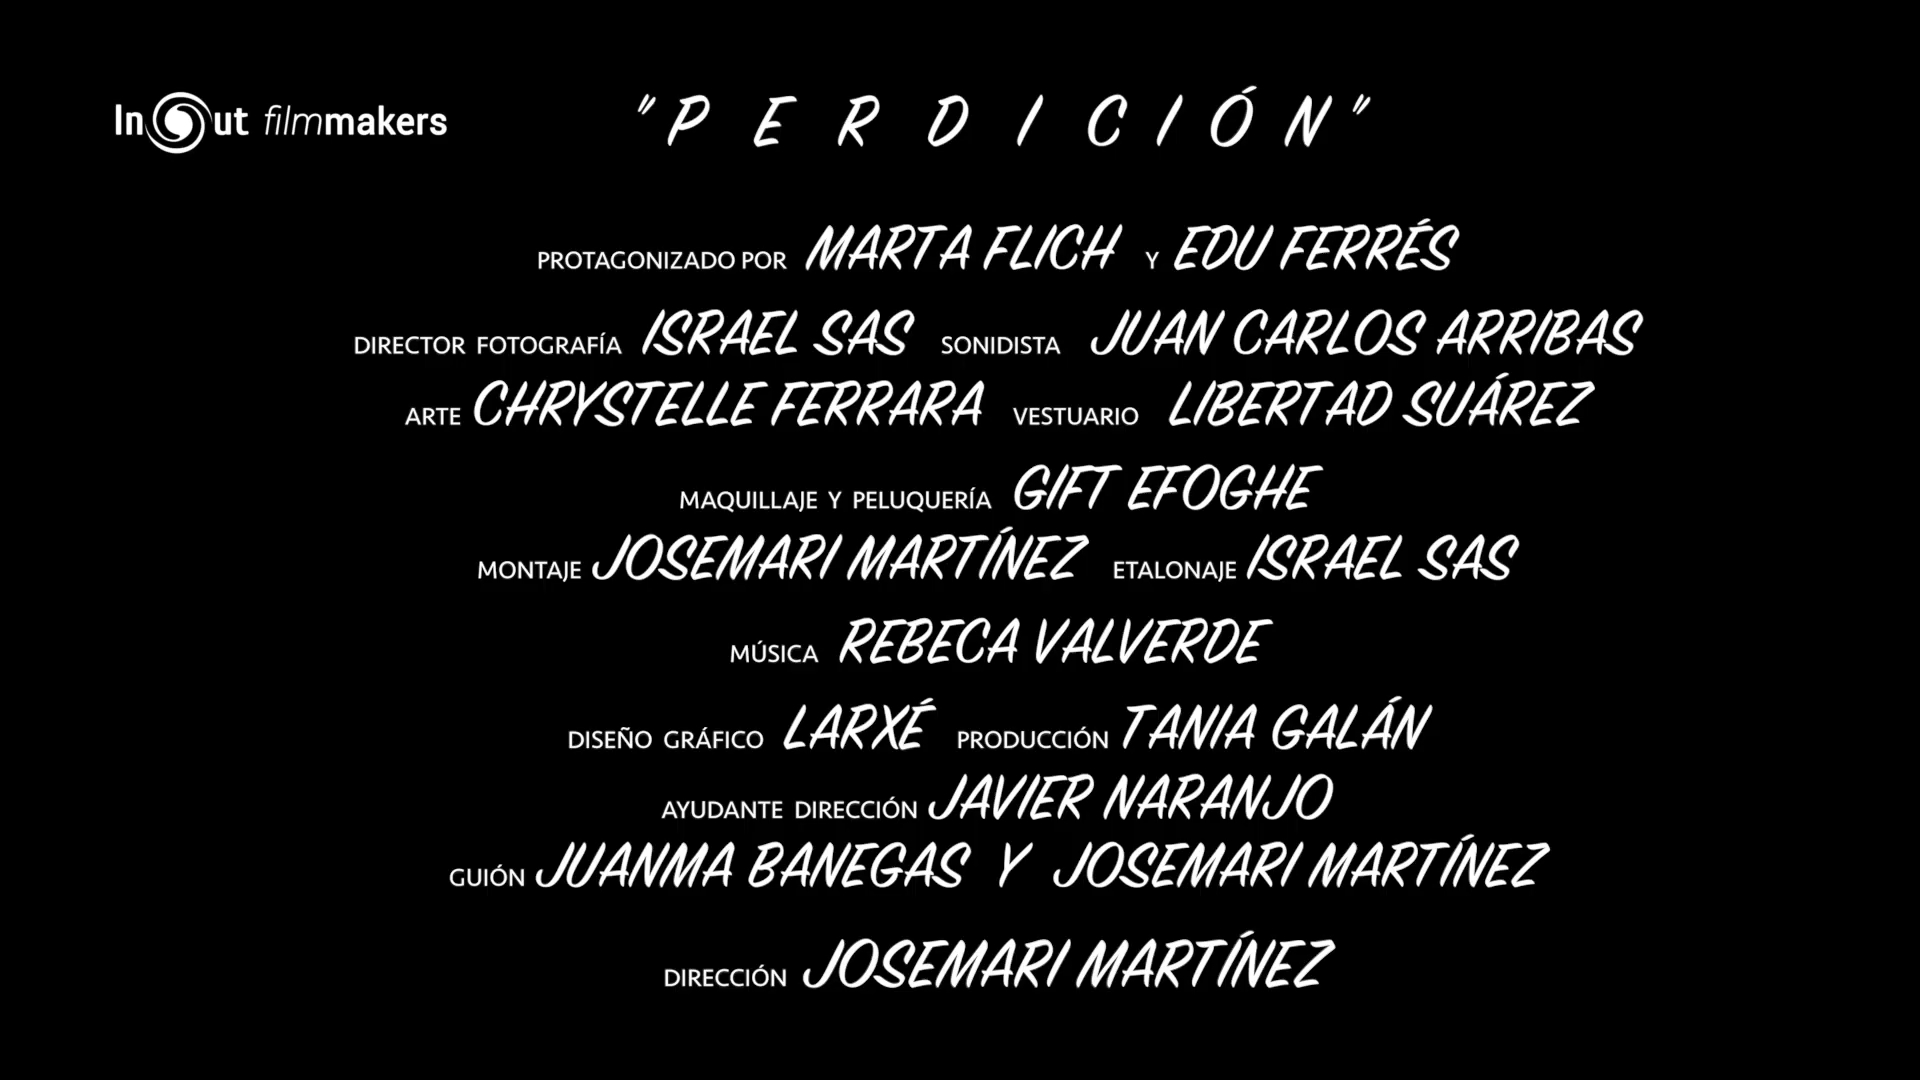 InOut filmmakers
"PERDICIÓN"
PROTAGONIZADO POR MARTA FLICH Y EDU FERRÉS
DIRECTOR FOTOGRAFÍA ISRAEL SAS SONIDISTA JUAN CARLOS ARRIBAS
ARTE CHRYSTELLE FERRARA VESTUARIO LIBERTAD SUÁREZ
MAQUILLAJE Y PELUQUERÍA GIFT EFOGHE
MONTAJE JOSEMARI MARTÍNEZ ETALONAJE ISRAEL SAS
MÚSICA REBECA VALVERDE
DISEÑO GRÁFICO LARXÉ PRODUCCIÓN TANIA GALÁN
AYUDANTE DIRECCIÓN JAVIER NARANJO
GUIÓN JUANMA BANEGAS Y JOSEMARI MARTÍNEZ
DIRECCIÓN JOSEMARI MARTÍNEZ